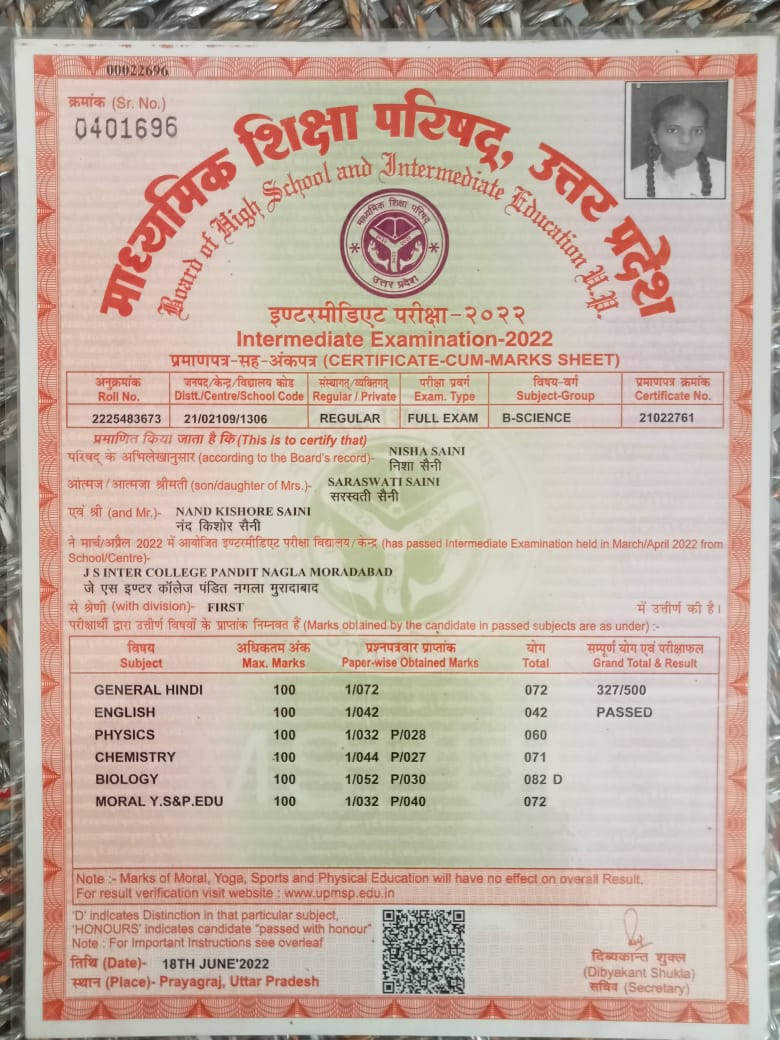 00022696
क्रमांक (Sr. No.)
0401696
माध्यमिक शिक्षा परिषद्, उत्तर प्रदेश
Board of High School and Intermediate Education U.P.
माध्यमिक शिक्षा परिषद्
उत्तर प्रदेश
इण्टरमीडिएट परीक्षा-२०२२
Intermediate Examination-2022
प्रमाणपत्र-सह-अंकपत्र (CERTIFICATE-CUM-MARKS SHEET)
अनुक्रमांक जनपद/केन्द्र/विद्यालय कोड संस्थागत/व्यक्तिगत परीक्षा प्रवर्ग विषय-वर्ग प्रमाणपत्र क्रमांक
Roll No. Distt./Centre/School Code Regular / Private Exam. Type Subject-Group Certificate No.
2225483673 21/02109/1306 REGULAR FULL EXAM B-SCIENCE 21022761
प्रमाणित किया जाता है कि (This is to certify that)
परिषद् के अभिलेखानुसार (according to the Board's record)- NISHA SAINI
निशा सैनी
आत्मज/आत्मजा श्रीमती (son/daughter of Mrs.)- SARASWATI SAINI
सरस्वती सैनी
एवं श्री (and Mr.)- NAND KISHORE SAINI
नंद किशोर सैनी
ने मार्च/अप्रैल 2022 में आयोजित इण्टरमीडिएट परीक्षा विद्यालय/केन्द्र (has passed Intermediate Examination held in March/April 2022 from
School/Centre)-
J S INTER COLLEGE PANDIT NAGLA MORADABAD
जे एस इण्टर कॉलेज पंडित नगला मुरादाबाद
से श्रेणी (with division)- FIRST में उत्तीर्ण की है।
परीक्षार्थी द्वारा उत्तीर्ण विषयों के प्राप्तांक निम्नवत हैं (Marks obtained by the candidate in passed subjects are as under) :-
विषय अधिकतम अंक प्रश्नपत्रवार प्राप्तांक योग सम्पूर्ण योग एवं परीक्षाफल
Subject Max. Marks Paper-wise Obtained Marks Total Grand Total & Result
GENERAL HINDI 100 1/072 072 327/500
ENGLISH 100 1/042 042 PASSED
PHYSICS 100 1/032 P/028 060
CHEMISTRY 100 1/044 P/027 071
BIOLOGY 100 1/052 P/030 082 D
MORAL Y.S&P.EDU 100 1/032 P/040 072
Note :- Marks of Moral, Yoga, Sports and Physical Education will have no effect on overall Result.
For result verification visit website : www.upmsp.edu.in
'D' indicates Distinction in that particular subject,
'HONOURS' indicates candidate "passed with honour"
Note : For Important Instructions see overleaf
तिथि (Date)- 18TH JUNE'2022
स्थान (Place)- Prayagraj, Uttar Pradesh
दिब्यकान्त शुक्ल
(Dibyakant Shukla)
सचिव (Secretary)